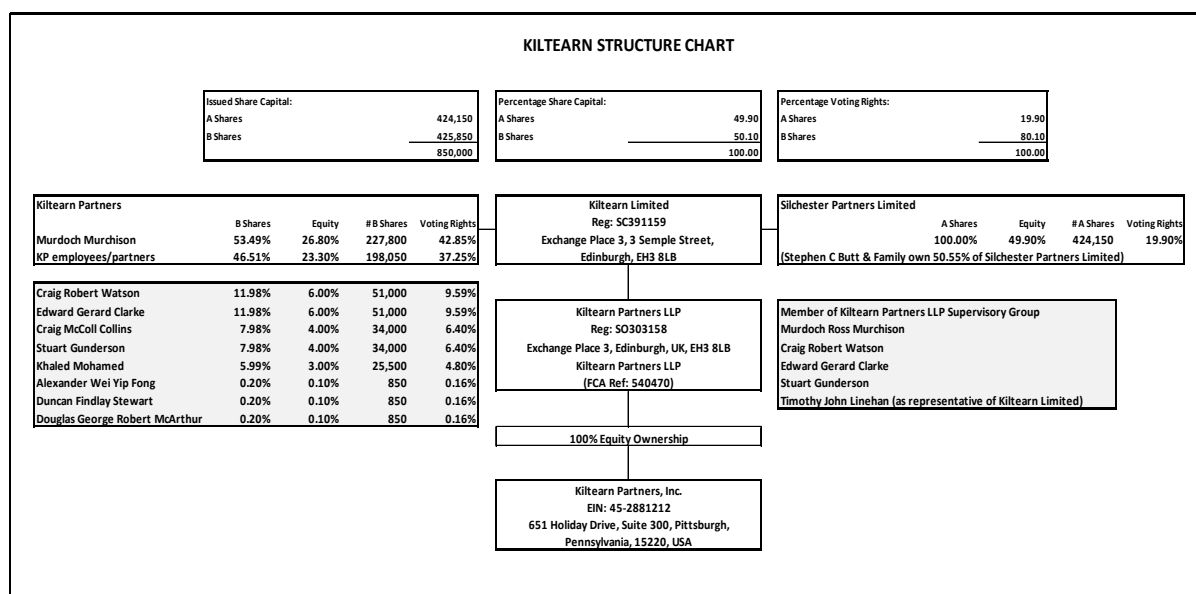 KILTEARN STRUCTURE CHART
Issued Share Capital:
A Shares 424,150
B Shares 425,850
850,000
Percentage Share Capital:
A Shares 49.90
B Shares 50.10
100.00
Percentage Voting Rights:
A Shares 19.90
B Shares 80.10
100.00
Kiltearn Partners
B Shares Equity # B Shares Voting Rights
Murdoch Murchison 53.49% 26.80% 227,800 42.85%
KP employees/partners 46.51% 23.30% 198,050 37.25%
Kiltearn Limited
Reg: SC391159
Exchange Place 3, 3 Semple Street,
Edinburgh, EH3 8LB
Silchester Partners Limited
A Shares Equity # A Shares Voting Rights
100.00% 49.90% 424,150 19.90%
(Stephen C Butt & Family own 50.55% of Silchester Partners Limited)
Craig Robert Watson 11.98% 6.00% 51,000 9.59%
Edward Gerard Clarke 11.98% 6.00% 51,000 9.59%
Craig McColl Collins 7.98% 4.00% 34,000 6.40%
Stuart Gunderson 7.98% 4.00% 34,000 6.40%
Khaled Mohamed 5.99% 3.00% 25,500 4.80%
Alexander Wei Yip Fong 0.20% 0.10% 850 0.16%
Duncan Findlay Stewart 0.20% 0.10% 850 0.16%
Douglas George Robert McArthur 0.20% 0.10% 850 0.16%
Kiltearn Partners LLP
Reg: SO303158
Exchange Place 3, Edinburgh, UK, EH3 8LB
Kiltearn Partners LLP
(FCA Ref: 540470)
Member of Kiltearn Partners LLP Supervisory Group
Murdoch Ross Murchison
Craig Robert Watson
Edward Gerard Clarke
Stuart Gunderson
Timothy John Linehan (as representative of Kiltearn Limited)
100% Equity Ownership
Kiltearn Partners, Inc.
EIN: 45-2881212
651 Holiday Drive, Suite 300, Pittsburgh,
Pennsylvania, 15220, USA